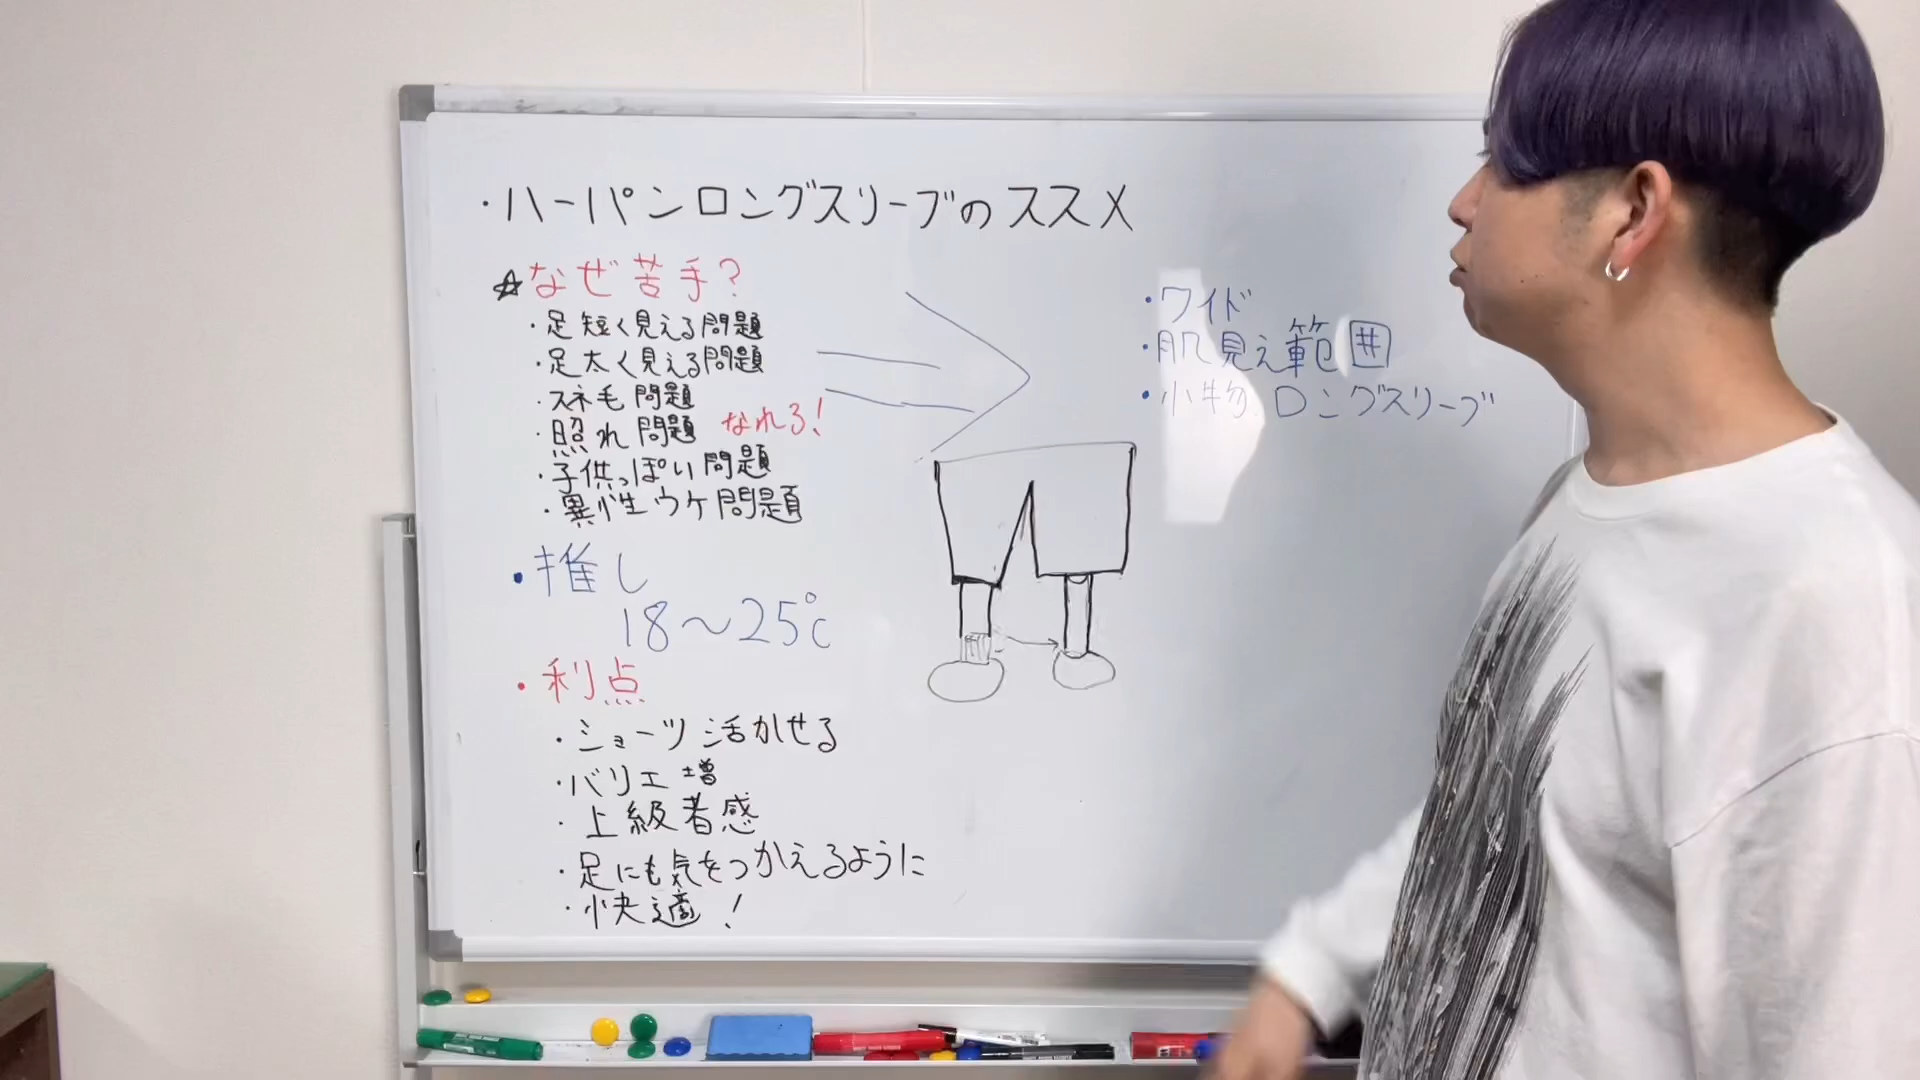 ・ハーパンロングスリーブのススメ
☆なぜ苦手?
・足短く見える問題
・足太く見える問題
・スネ毛問題
・照れ問題 なれろ!
・子供っぽい問題
・異性ウケ問題
・推し
18〜25℃
・利点
・ショーツ活かせる
・バリエ増
・上級者感
・足にも気をつかえるように
・快適!
・ワイド
・肌見え範囲
・小物、ロングスリーブ